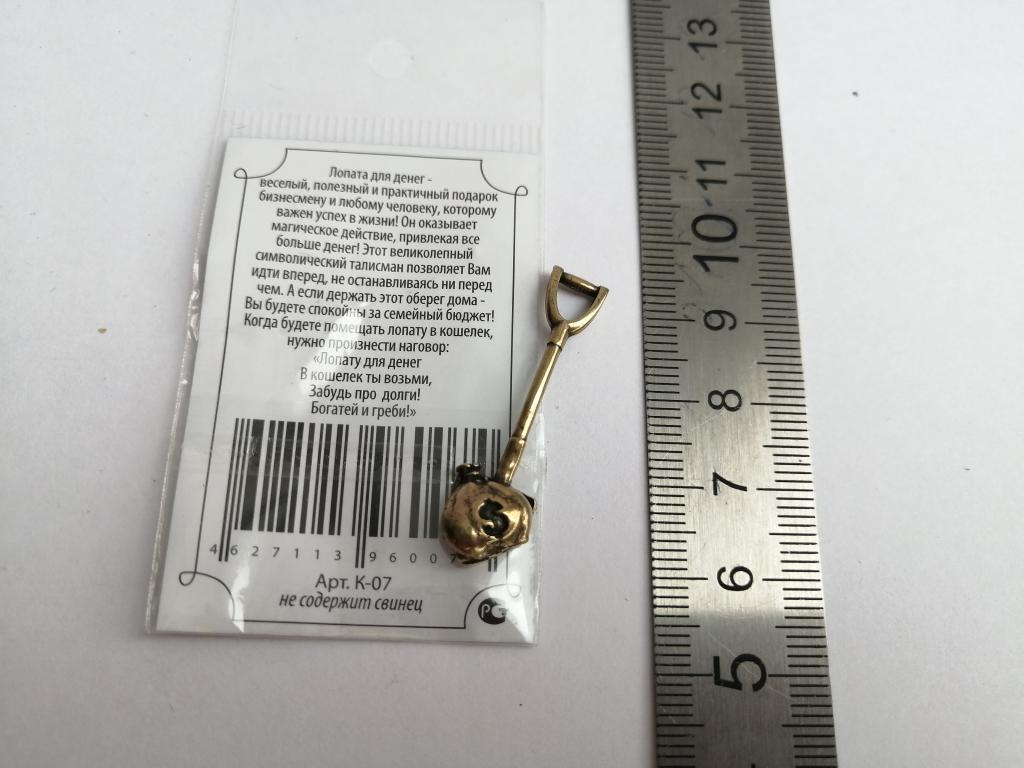 Лопата для денег -
веселый, полезный и практичный подарок
бизнесмену и любому человеку, которому
важен успех в жизни! Он оказывает
магическое действие, привлекая все
больше денег! Этот великолепный
символический талисман позволяет Вам
идти вперед, не останавливаясь ни перед
чем. А если держать этот оберег дома -
Вы будете спокойны за семейный бюджет!
Когда будете помещать лопату в кошелек,
нужно произнести наговор:
«Лопату для денег
В кошелек ты возьми,
Забудь про долги!
Богатей и греби!»
4 627113 96007
Арт. К-07
не содержит свинец
РС
$
13
12
11
10
9
8
7
6
5